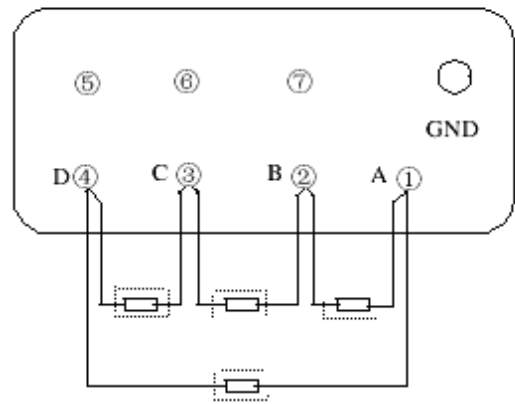 ⑤ ⑥ ⑦
GND
D④ C③ B② A①